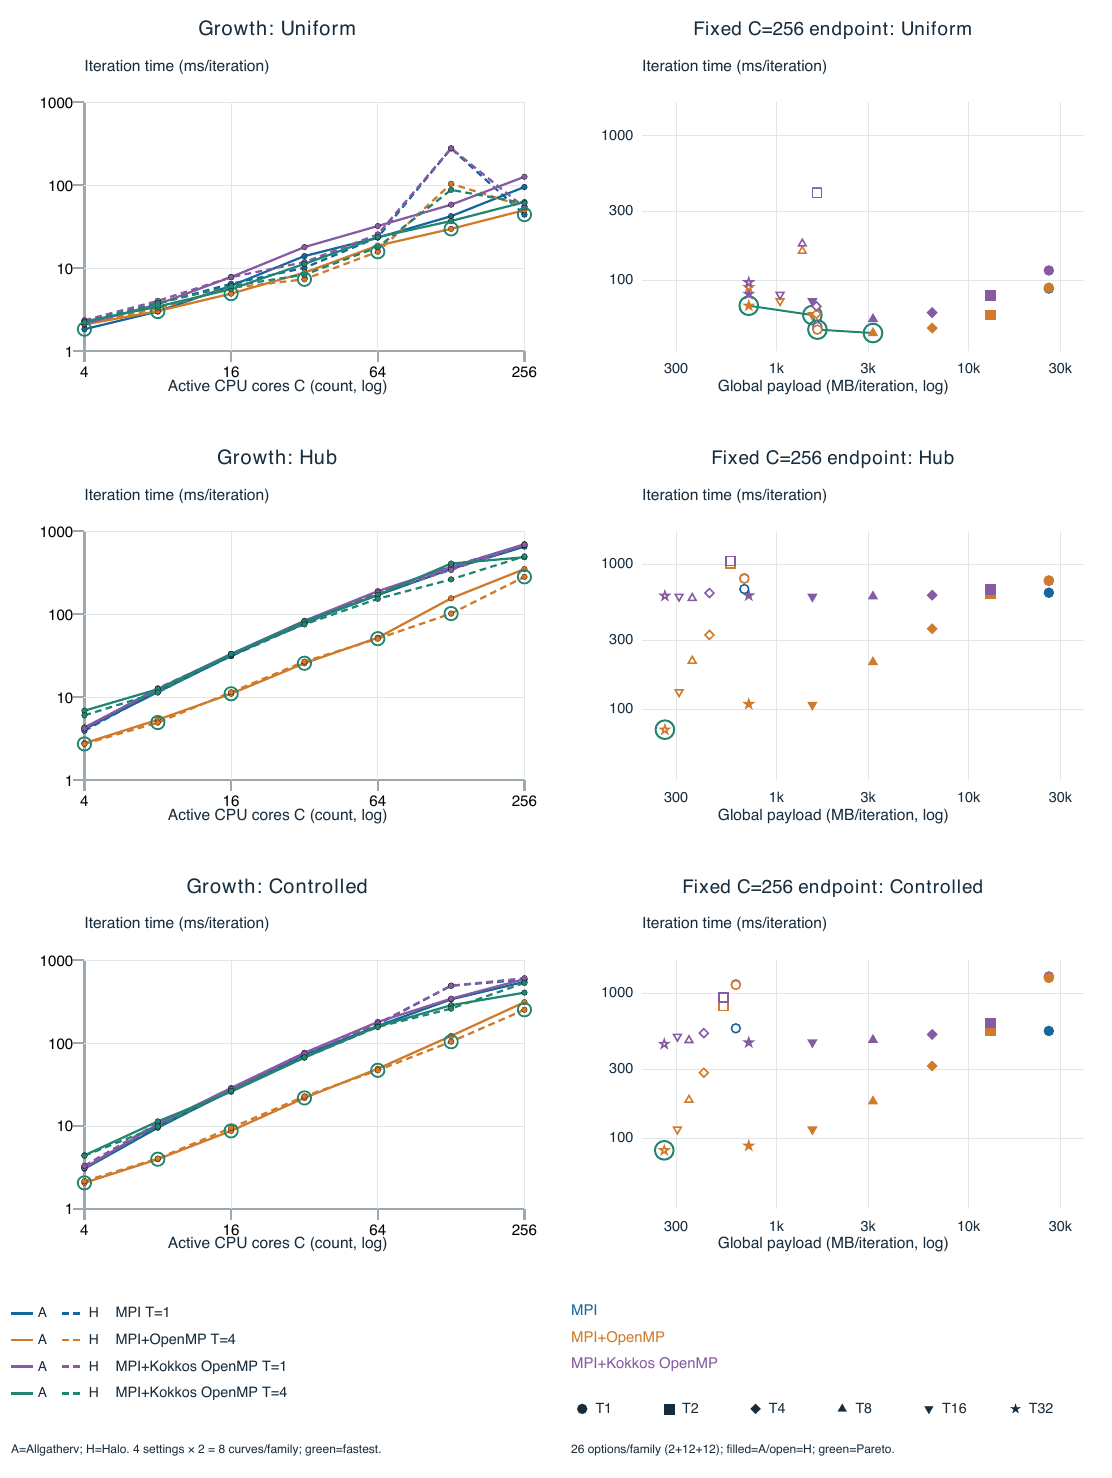 Growth: Uniform
Iteration time (ms/iteration)
1000
100
10
1
4
16
64
256
Active CPU cores C (count, log)
Fixed C=256 endpoint: Uniform
Iteration time (ms/iteration)
1000
300
100
300
1k
3k
10k
30k
Global payload (MB/iteration, log)
Growth: Hub
Iteration time (ms/iteration)
1000
100
10
1
4
16
64
256
Active CPU cores C (count, log)
Fixed C=256 endpoint: Hub
Iteration time (ms/iteration)
1000
300
100
300
1k
3k
10k
30k
Global payload (MB/iteration, log)
Growth: Controlled
Iteration time (ms/iteration)
1000
100
10
1
4
16
64
256
Active CPU cores C (count, log)
Fixed C=256 endpoint: Controlled
Iteration time (ms/iteration)
1000
300
100
300
1k
3k
10k
30k
Global payload (MB/iteration, log)
A H MPI T=1
A H MPI+OpenMP T=4
A H MPI+Kokkos OpenMP T=1
A H MPI+Kokkos OpenMP T=4
A=Allgatherv; H=Halo. 4 settings × 2 = 8 curves/family; green=fastest.
MPI
MPI+OpenMP
MPI+Kokkos OpenMP
T1 T2 T4 T8 T16 T32
26 options/family (2+12+12); filled=A/open=H; green=Pareto.